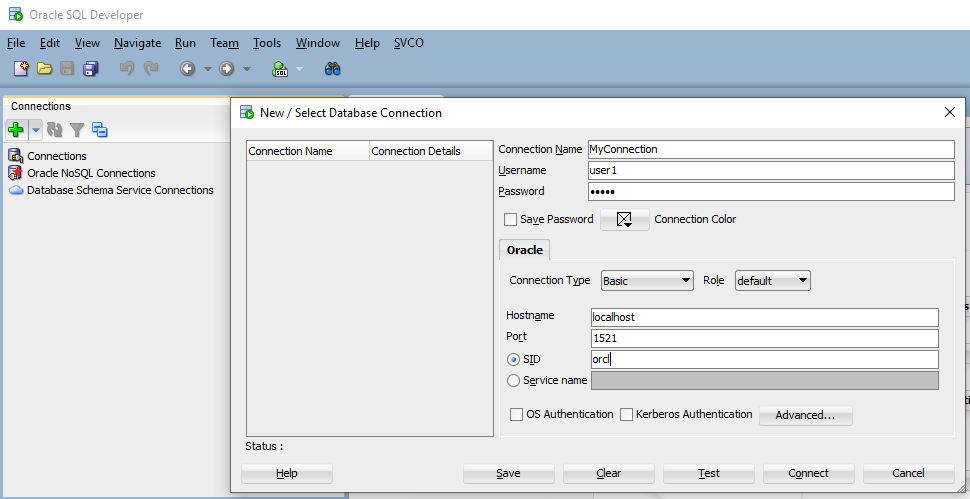 Oracle SQL Developer
File Edit View Navigate Run Team Tools Window Help SVCO
SQL
Connections
Connections
Oracle NoSQL Connections
Database Schema Service Connections
New / Select Database Connection
Connection Name Connection Details
Connection Name MyConnection
Username user1
Password •••••
Save Password Connection Color
Oracle
Connection Type Basic Role default
Hostname localhost
Port 1521
SID orcl
Service name
OS Authentication Kerberos Authentication Advanced...
Status :
Help Save Clear Test Connect Cancel